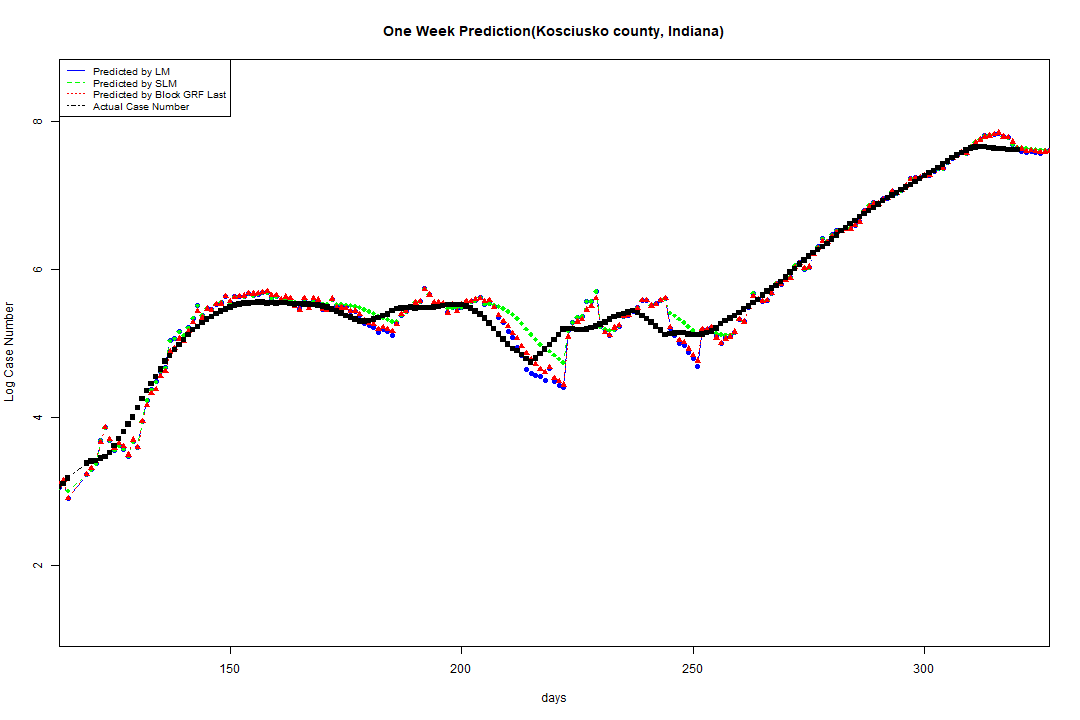 One Week Prediction(Kosciusko county, Indiana)
Predicted by LM
Predicted by SLM
Predicted by Block GRF Last
Actual Case Number
8
6
4
2
Log Case Number
150 200 250 300
days